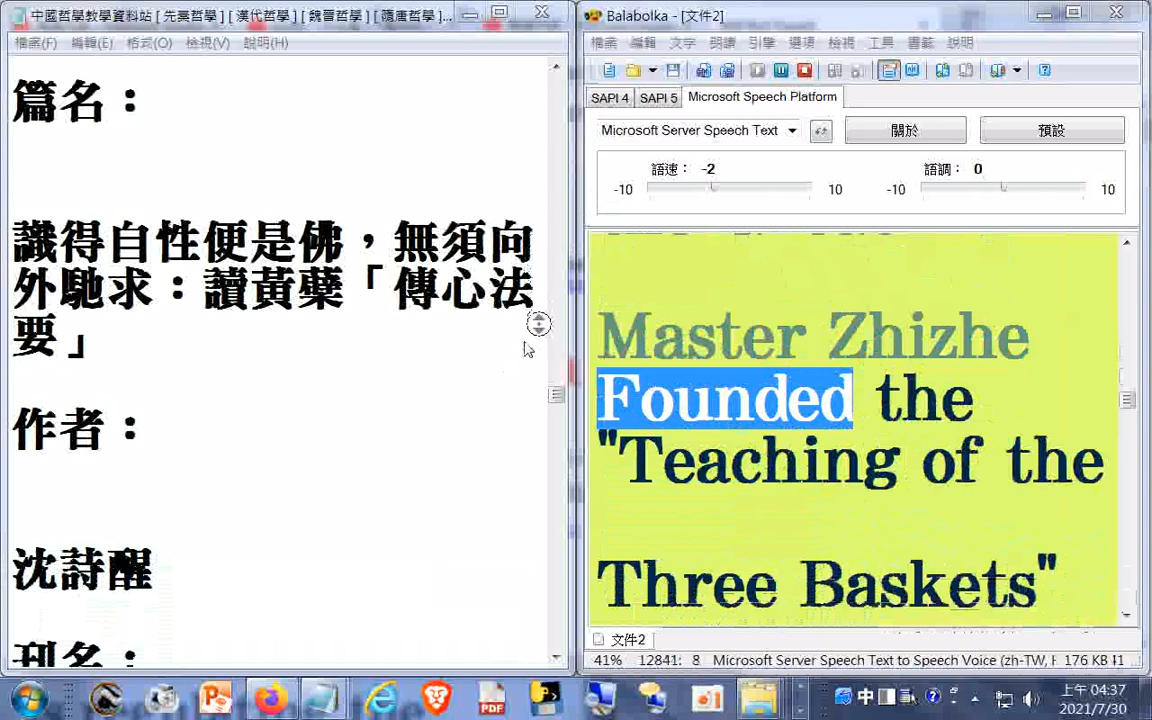 中國哲學教學資料站 [ 先秦哲學 ] [ 漢代哲學 ] [ 魏晉哲學 ] [ 隋唐哲學 ]...
檔案(F) 編輯(E) 格式(O) 檢視(V) 說明(H)
篇名：
識得自性便是佛，無須向
外馳求：讀黃蘗「傳心法
要」
作者：
沈詩醒
刊名：
Balabolka - [文件2]
檔案 編輯 文字 朗讀 引擎 選項 檢視 工具 書籤 說明
SAPI 4 SAPI 5 Microsoft Speech Platform
Microsoft Server Speech Text 關於 預設
語速： -2 語調： 0
-10 10 -10 10
Master Zhizhe
Founded the
"Teaching of the
Three Baskets"
文件2
41% 12841: 8 Microsoft Server Speech Text to Speech Voice (zh-TW, H 176 KB
中
上午 04:37
2021/7/30